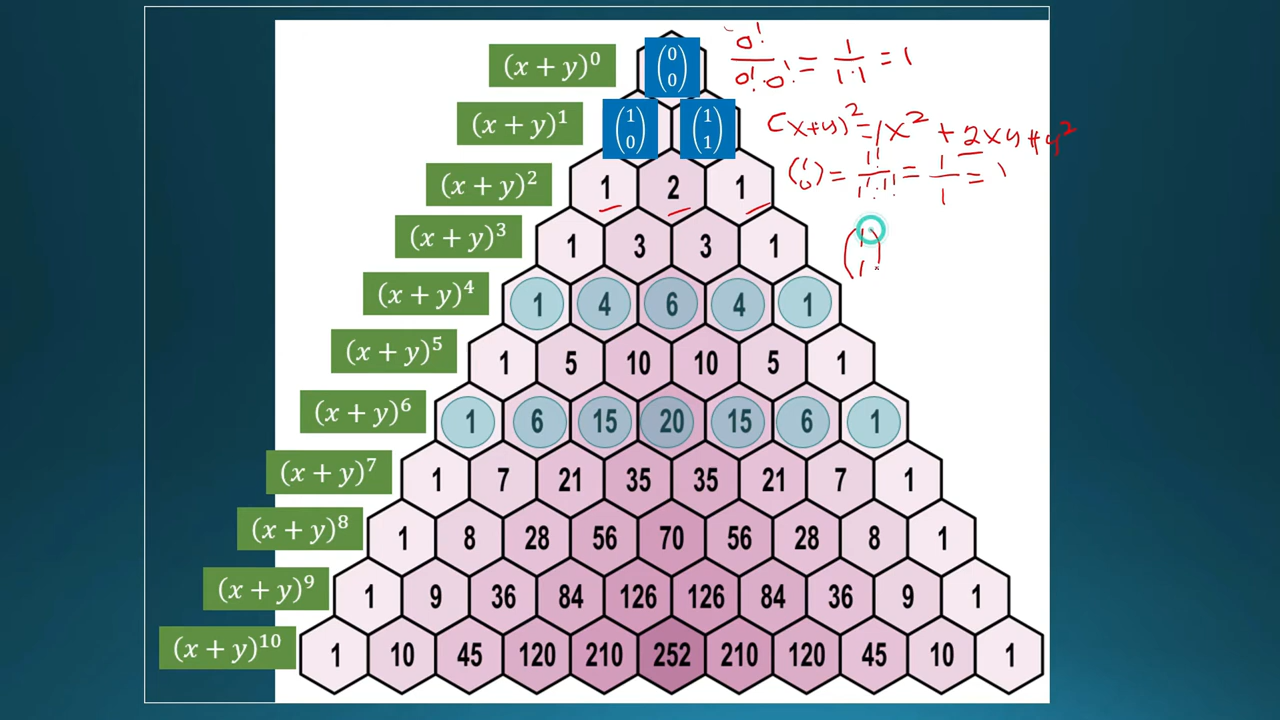 (x + y)⁰ (0 0) 0!/0!·0! = 1/1·1 = 1
(x + y)¹ (1 0) (1 1) (x+y)² = 1x² + 2xy + y²
(x + y)² 1 2 1 (1 0) = 1!/1!·1! = 1/1 = 1
(x + y)³ 1 3 3 1 (1 1)
(x + y)⁴ 1 4 6 4 1
(x + y)⁵ 1 5 10 10 5 1
(x + y)⁶ 1 6 15 20 15 6 1
(x + y)⁷ 1 7 21 35 35 21 7 1
(x + y)⁸ 1 8 28 56 70 56 28 8 1
(x + y)⁹ 1 9 36 84 126 126 84 36 9 1
(x + y)¹⁰ 1 10 45 120 210 252 210 120 45 10 1